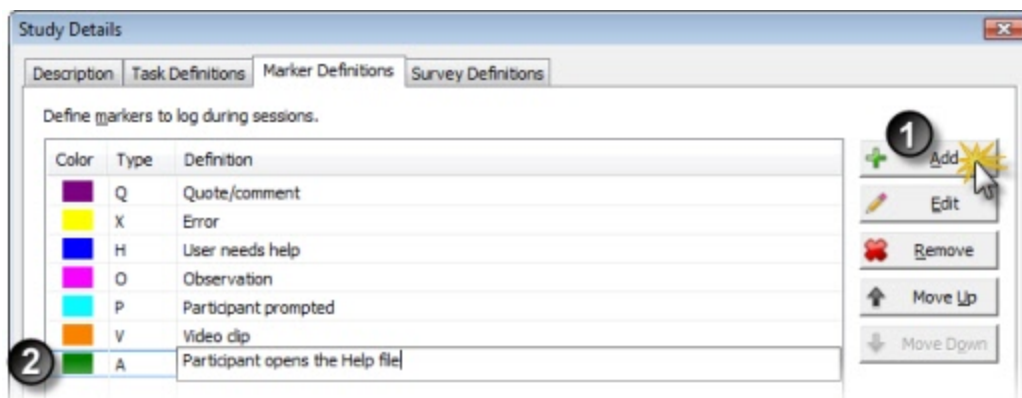 Study Details
Description Task Definitions Marker Definitions Survey Definitions
Define markers to log during sessions.
1
Color Type Definition
Add
Q Quote/comment
Edit
X Error
H User needs help
Remove
O Observation
P Participant prompted
Move Up
V Video clip
Move Down
2
A Participant opens the Help file